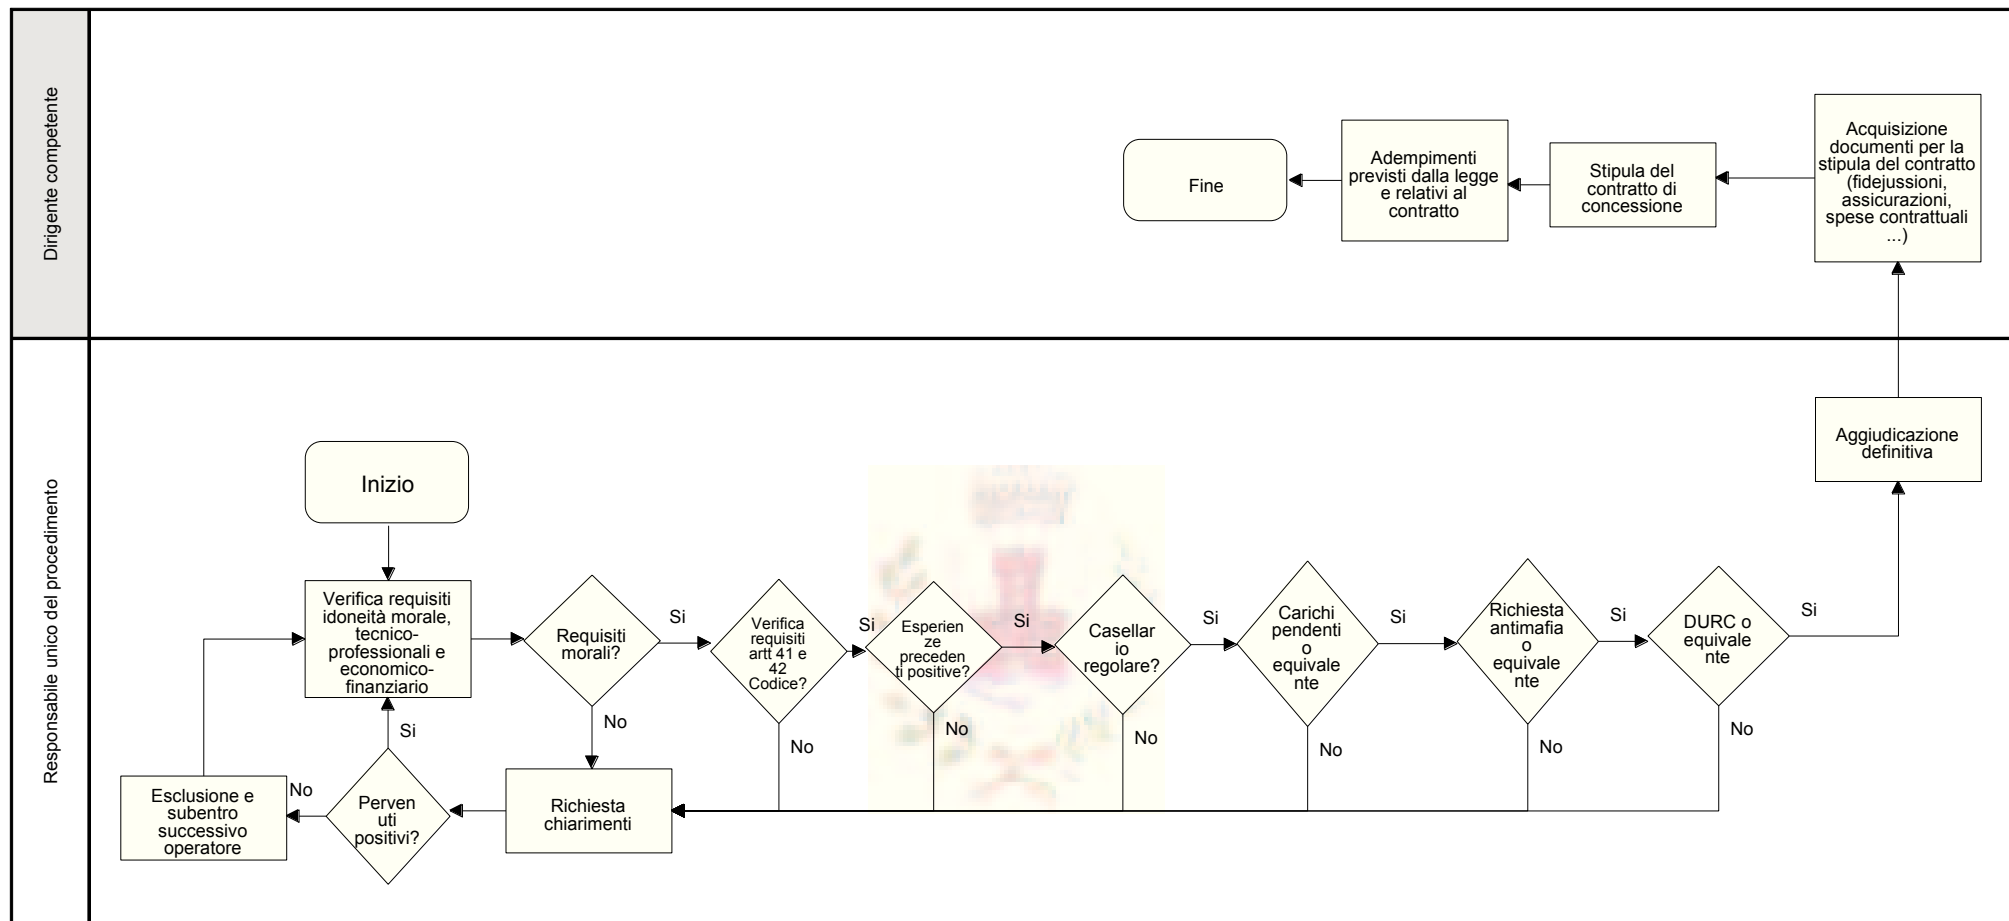 Dirigente competente
Fine
Adempimenti
previsti dalla legge
e relativi al
contratto
Stipula del
contratto di
concessione
Acquisizione
documenti per la
stipula del contratto
(fidejussioni,
assicurazioni,
spese contrattuali
...)
Responsabile unico del procedimento
Aggiudicazione
definitiva
Inizio
Verifica requisiti
idoneità morale,
tecnico-
professionali e
economico-
finanziario
Requisiti
morali?
Si
No
Verifica
requisiti
artt 41 e
42
Codice?
Si
No
Esperien
ze
preceden
ti positive?
Si
No
Casellar
io
regolare?
Si
No
Carichi
pendenti
o
equivale
nte
Si
No
Richiesta
antimafia
o
equivale
nte
Si
No
DURC o
equivale
nte
Si
No
Richiesta
chiarimenti
Perven
uti
positivi?
Si
No
Esclusione e
subentro
successivo
operatore